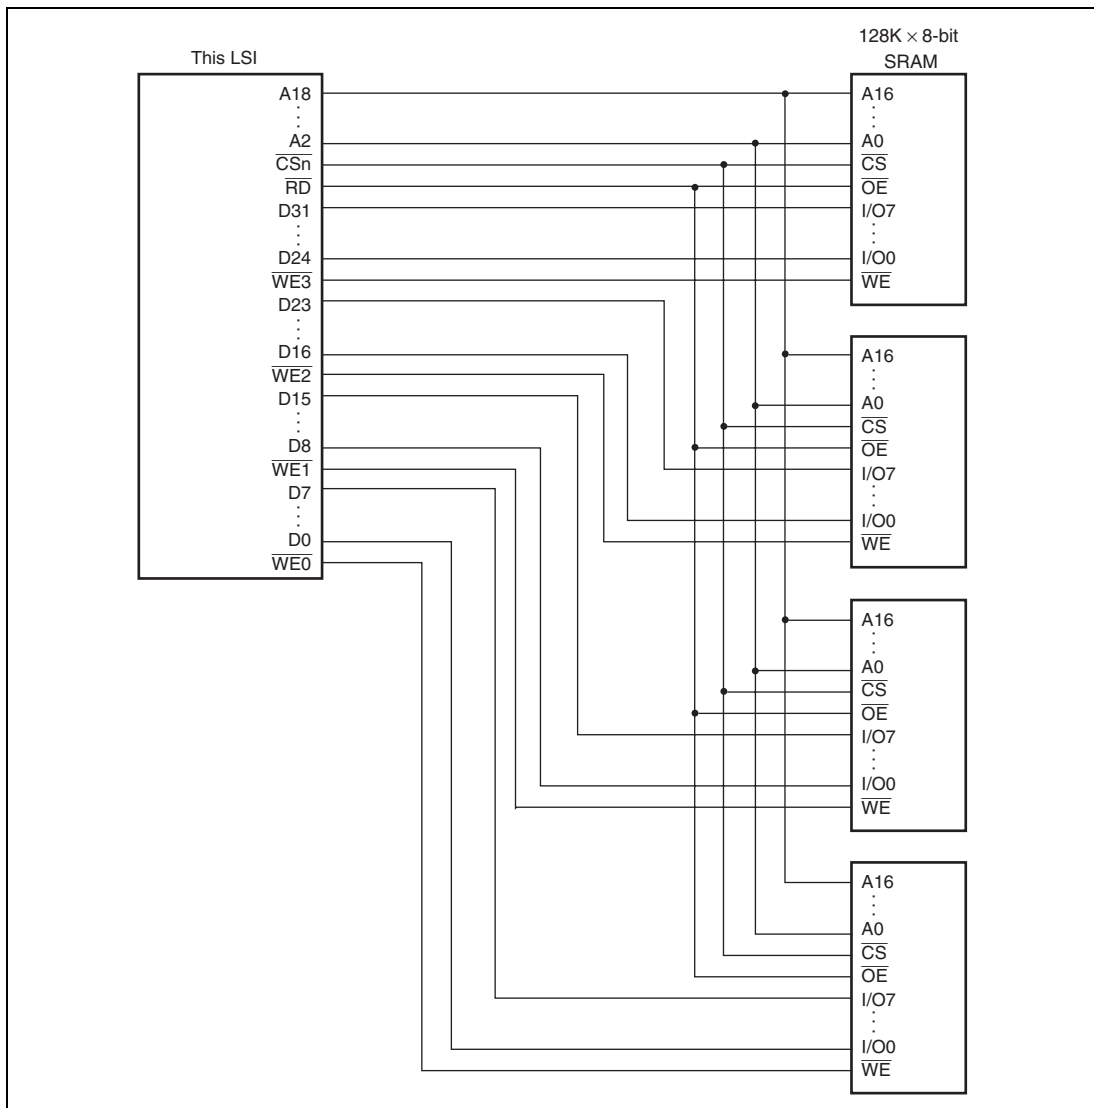 This LSI
A18
A2
CSn
RD
D31
D24
WE3
D23
D16
WE2
D15
D8
WE1
D7
D0
WE0
128K × 8-bit
SRAM
A16
A0
CS
OE
I/O7
I/O0
WE
A16
A0
CS
OE
I/O7
I/O0
WE
A16
A0
CS
OE
I/O7
I/O0
WE
A16
A0
CS
OE
I/O7
I/O0
WE